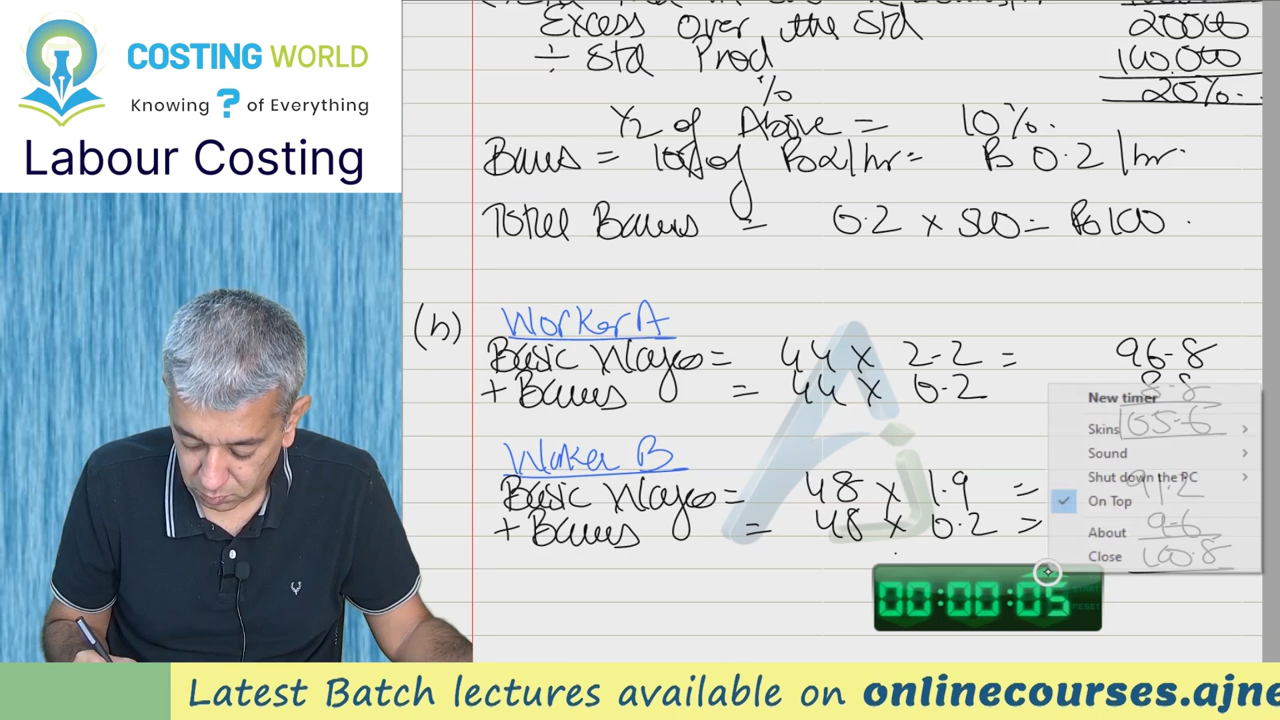 COSTING WORLD
Knowing ? of Everything
Labour Costing
Excess Over the Std 20000
÷ Std Prod 100,000
% 20%.
1/2 of Above = 10%.
Bonus = 10% of Rs 2/hr = Rs 0.2/hr.
Total Bonus = 0.2 x 500 = Rs 100.
(b) Worker A
Basic Wages = 44 x 2.2 = 96.8
+ Bonus = 44 x 0.2 8.8
105.6
Worker B
Basic Wages = 48 x 1.9 = 91.2
+ Bonus = 48 x 0.2 = 9.6
100.8
New timer
Skins
Sound
Shut down the PC
On Top
About
Close
00:00:05
Latest Batch lectures available on onlinecourses.ajne